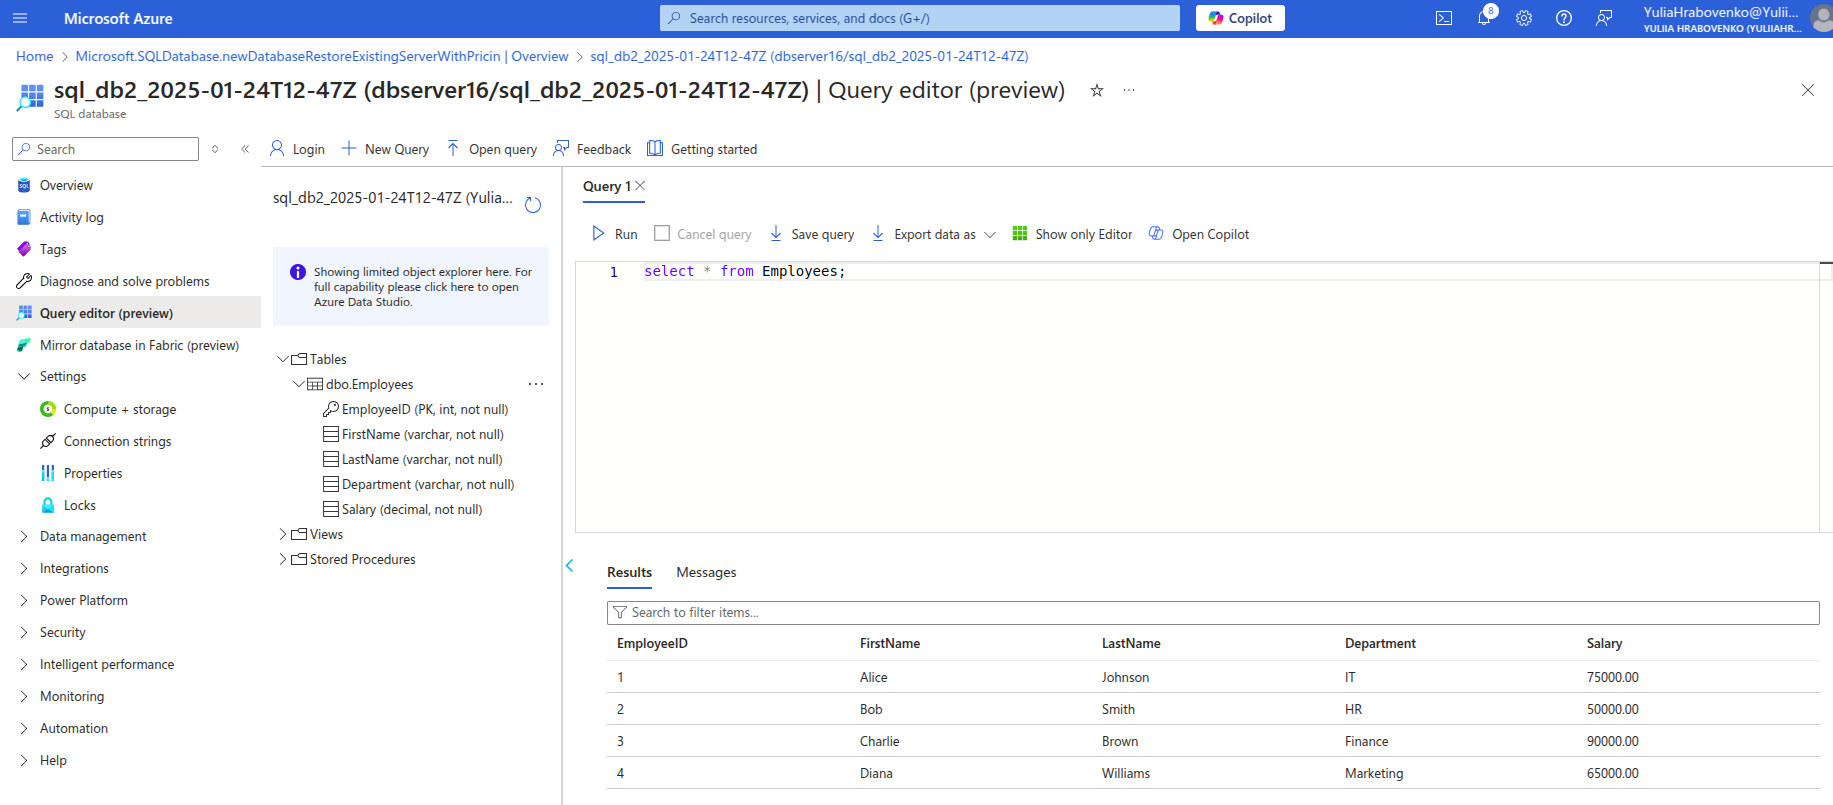 Microsoft Azure
Search resources, services, and docs (G+/)
Copilot
8
YuliaHrabovenko@Yulii...
YULIIA HRABOVENKO (YULIIAHR...
Home > Microsoft.SQLDatabase.newDatabaseRestoreExistingServerWithPricin | Overview > sql_db2_2025-01-24T12-47Z (dbserver16/sql_db2_2025-01-24T12-47Z)
sql_db2_2025-01-24T12-47Z (dbserver16/sql_db2_2025-01-24T12-47Z) | Query editor (preview)
SQL database
Search
Overview
Activity log
Tags
Diagnose and solve problems
Query editor (preview)
Mirror database in Fabric (preview)
Settings
Compute + storage
Connection strings
Properties
Locks
Data management
Integrations
Power Platform
Security
Intelligent performance
Monitoring
Automation
Help
Login
New Query
Open query
Feedback
Getting started
sql_db2_2025-01-24T12-47Z (Yulia...
Showing limited object explorer here. For
full capability please click here to open
Azure Data Studio.
Tables
dbo.Employees
EmployeeID (PK, int, not null)
FirstName (varchar, not null)
LastName (varchar, not null)
Department (varchar, not null)
Salary (decimal, not null)
Views
Stored Procedures
Query 1
Run
Cancel query
Save query
Export data as
Show only Editor
Open Copilot
1 select * from Employees;
Results Messages
Search to filter items...
EmployeeID FirstName LastName Department Salary
1 Alice Johnson IT 75000.00
2 Bob Smith HR 50000.00
3 Charlie Brown Finance 90000.00
4 Diana Williams Marketing 65000.00